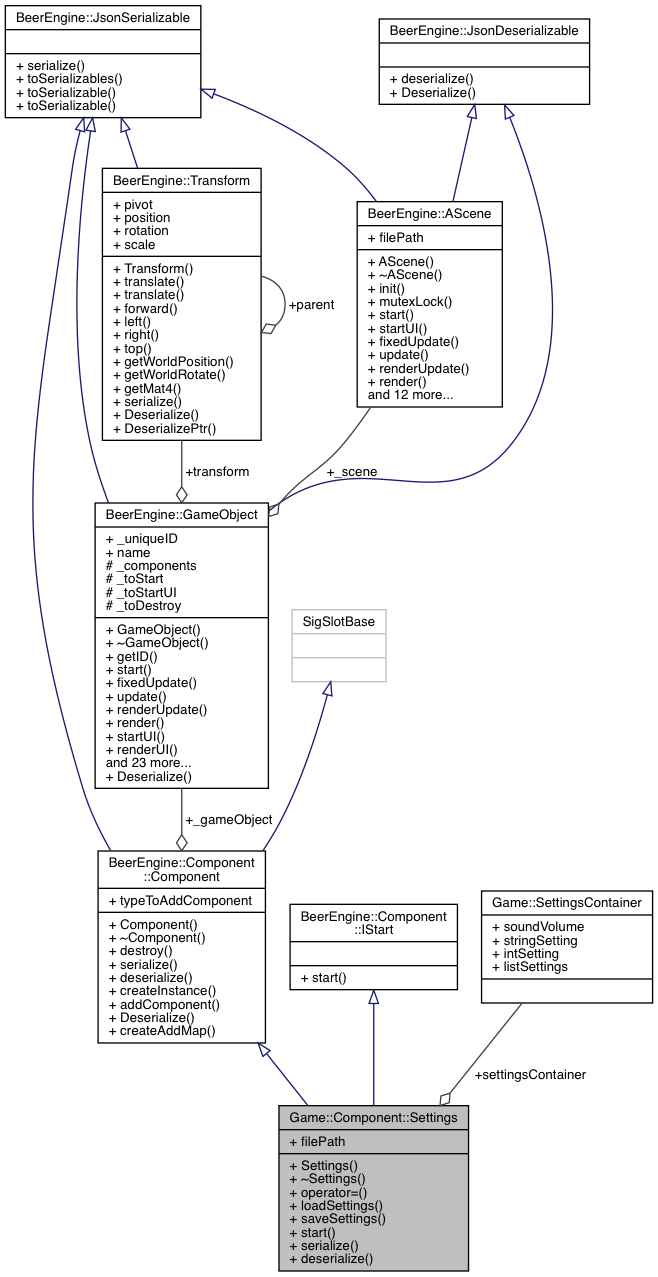 BeerEngine::JsonSerializable
+ serialize()
+ toSerializables()
+ toSerializable()
+ toSerializable()
BeerEngine::JsonDeserializable
+ deserialize()
+ Deserialize()
BeerEngine::Transform
+ pivot
+ position
+ rotation
+ scale
+ Transform()
+ translate()
+ translate()
+ forward()
+ left()
+ right()
+ top()
+ getWorldPosition()
+ getWorldRotate()
+ getMat4()
+ serialize()
+ Deserialize()
+ DeserializePtr()
+parent
BeerEngine::AScene
+ filePath
+ AScene()
+ ~AScene()
+ init()
+ mutexLock()
+ start()
+ startUI()
+ fixedUpdate()
+ update()
+ renderUpdate()
+ render()
and 12 more...
+transform
+_scene
BeerEngine::GameObject
+ _uniqueID
+ name
# _components
# _toStart
# _toStartUI
# _toDestroy
+ GameObject()
+ ~GameObject()
+ getID()
+ start()
+ fixedUpdate()
+ update()
+ renderUpdate()
+ render()
+ startUI()
+ renderUI()
and 23 more...
+ Deserialize()
SigSlotBase
+_gameObject
BeerEngine::Component
::Component
+ typeToAddComponent
+ Component()
+ ~Component()
+ destroy()
+ serialize()
+ deserialize()
+ createInstance()
+ addComponent()
+ Deserialize()
+ createAddMap()
BeerEngine::Component
::IStart
+ start()
Game::SettingsContainer
+ soundVolume
+ stringSetting
+ intSetting
+ listSettings
+settingsContainer
Game::Component::Settings
+ filePath
+ Settings()
+ ~Settings()
+ operator=()
+ loadSettings()
+ saveSettings()
+ start()
+ serialize()
+ deserialize()